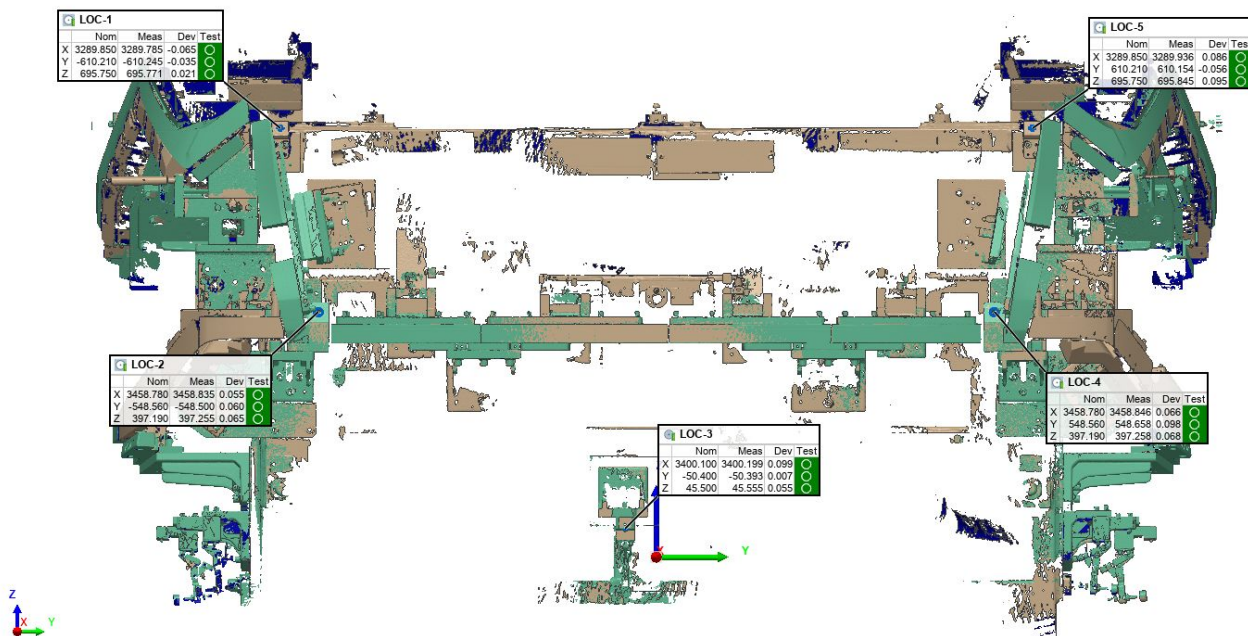 LOC-1
Nom Meas Dev Test
X 3289.850 3289.785 -0.065
Y -610.210 -610.245 -0.035
Z 695.750 695.771 0.021
LOC-5
Nom Meas Dev Test
X 3289.850 3289.936 0.086
Y 610.210 610.154 -0.056
Z 695.750 695.845 0.095
LOC-2
Nom Meas Dev Test
X 3458.780 3458.835 0.055
Y -548.560 -548.500 0.060
Z 397.190 397.255 0.065
LOC-4
Nom Meas Dev Test
X 3458.780 3458.846 0.066
Y 548.560 548.658 0.098
Z 397.190 397.258 0.068
LOC-3
Nom Meas Dev Test
X 3400.100 3400.199 0.099
Y -50.400 -50.393 0.007
Z 45.500 45.555 0.055
X
Y
Z
X
Y